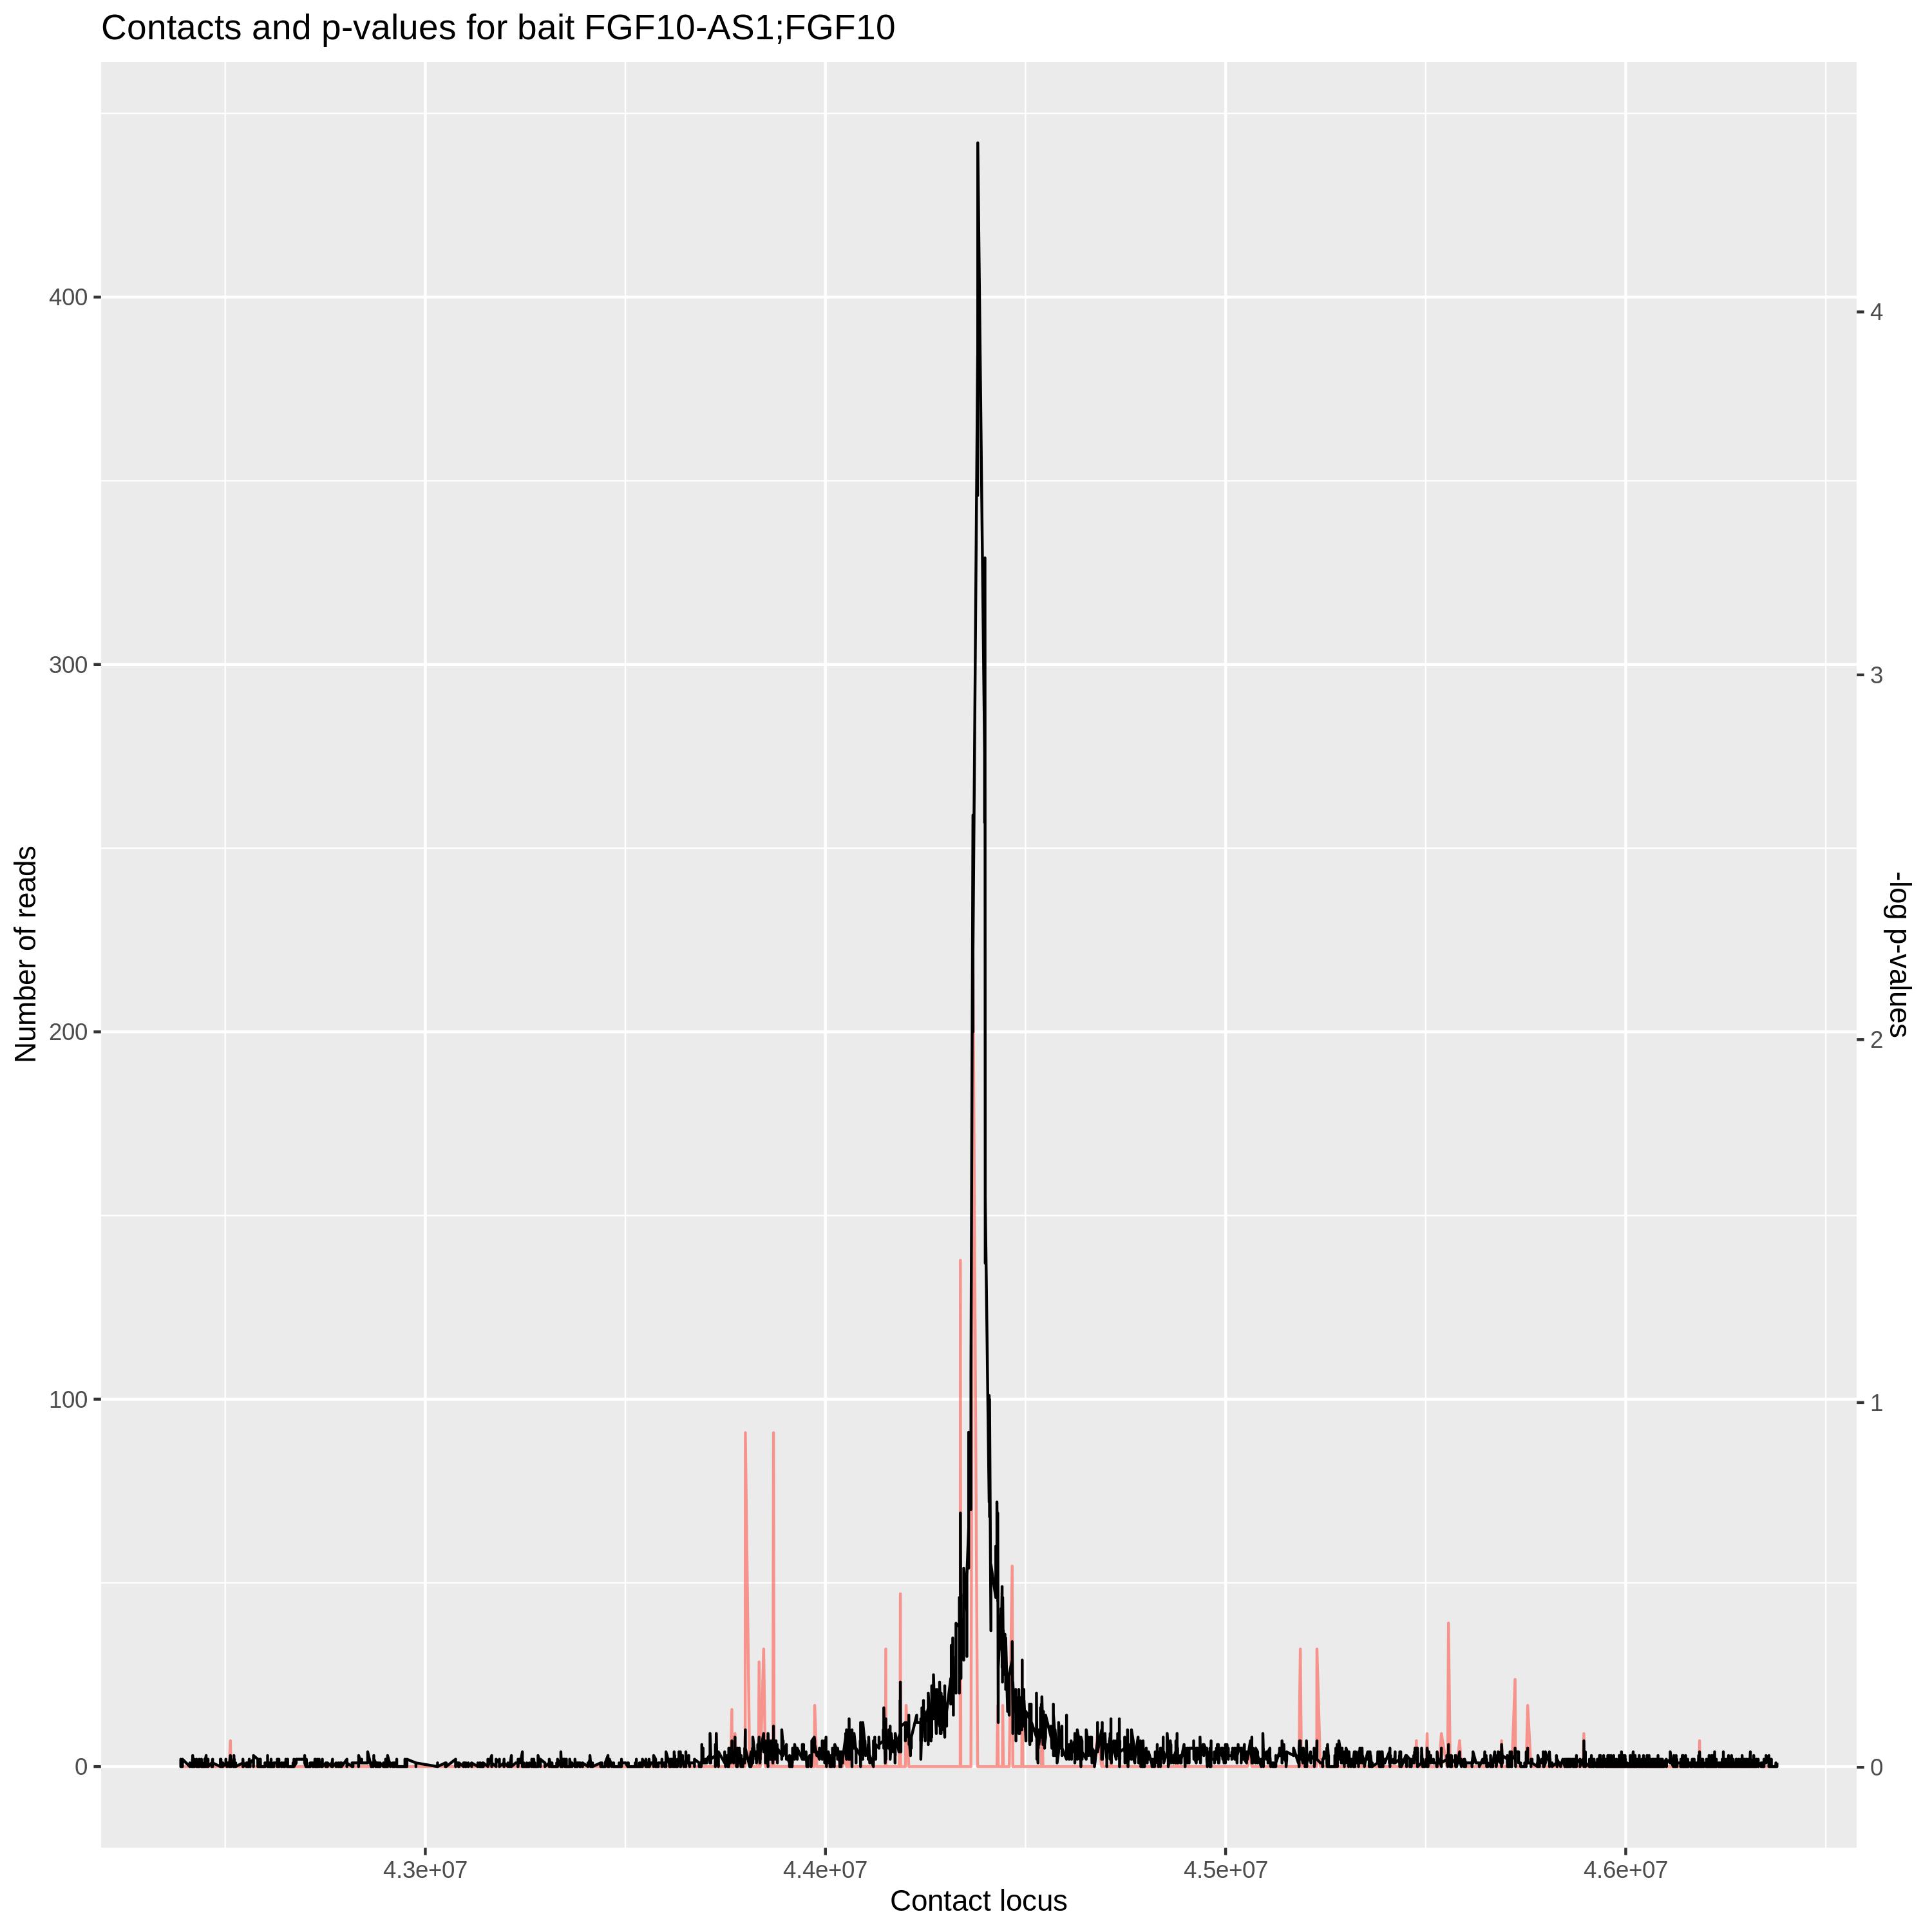 Contacts and p-values for bait FGF10-AS1;FGF10
Number of reads
400
300
200
100
0
4
3
2
1
0
-log p-values
4.3e+07
4.4e+07
4.5e+07
4.6e+07
Contact locus